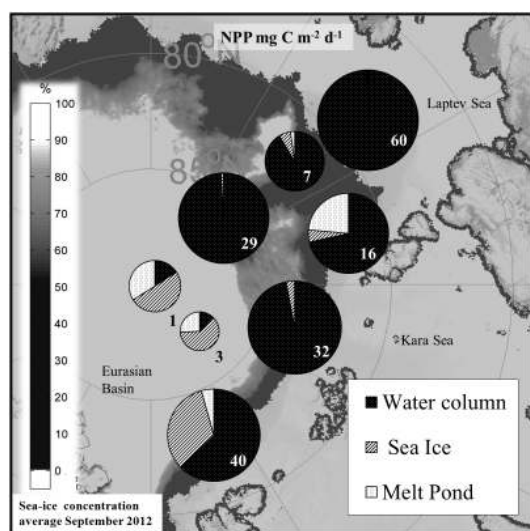 NPP mg C m-2 d-1
80°N
%
100
90
80
70
60
50
40
30
20
10
0
Laptev Sea
60
7
85°
29
16
1
3
32
Kara Sea
Eurasian
Basin
40
Water column
Sea Ice
Melt Pond
Sea-ice concentration
average September 2012